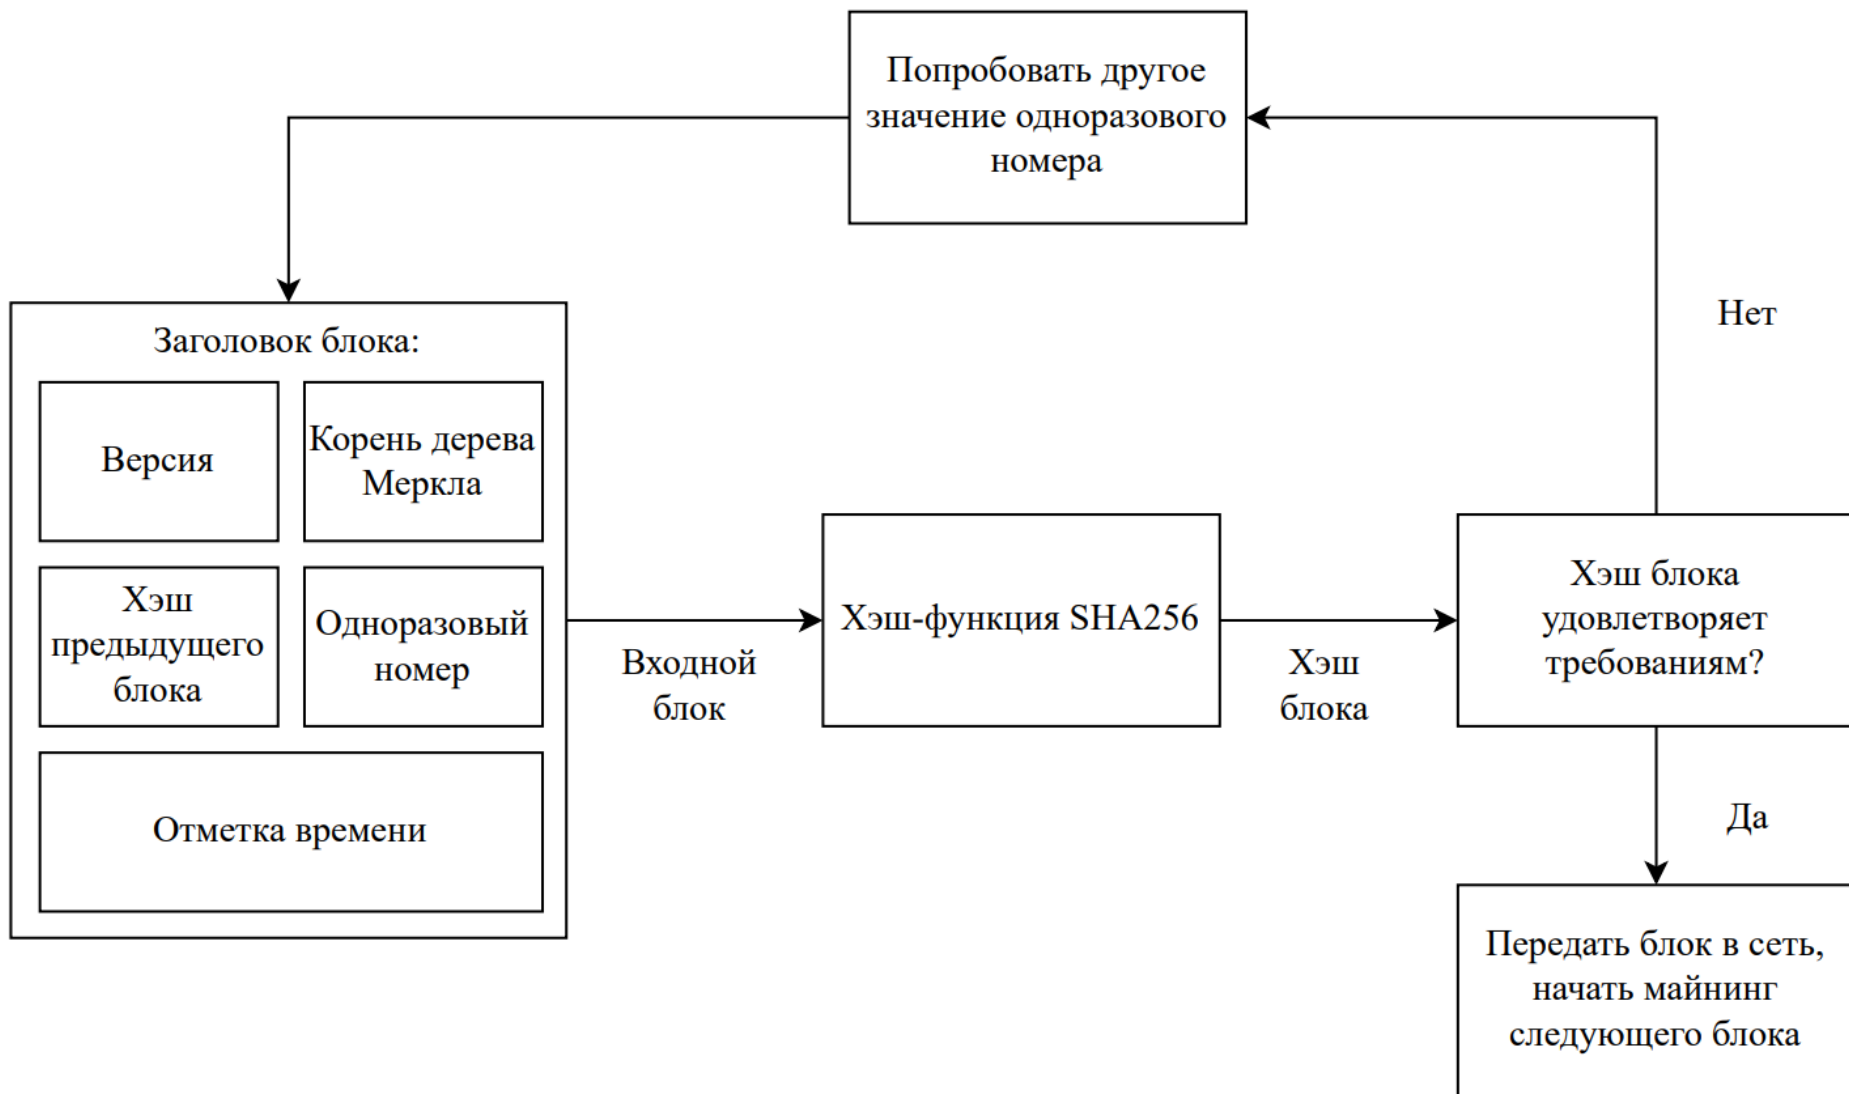 Попробовать другое
значение одноразового
номера
Нет
Заголовок блока:
Версия
Корень дерева
Меркла
Хэш
предыдущего
блока
Одноразовый
номер
Отметка времени
Входной
блок
Хэш-функция SHA256
Хэш
блока
Хэш блока
удовлетворяет
требованиям?
Да
Передать блок в сеть,
начать майнинг
следующего блока